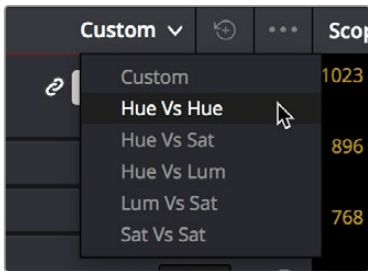 Custom
Scop
Custom
1023
Hue Vs Hue
Hue Vs Sat
896
Hue Vs Lum
Lum Vs Sat
768
Sat Vs Sat